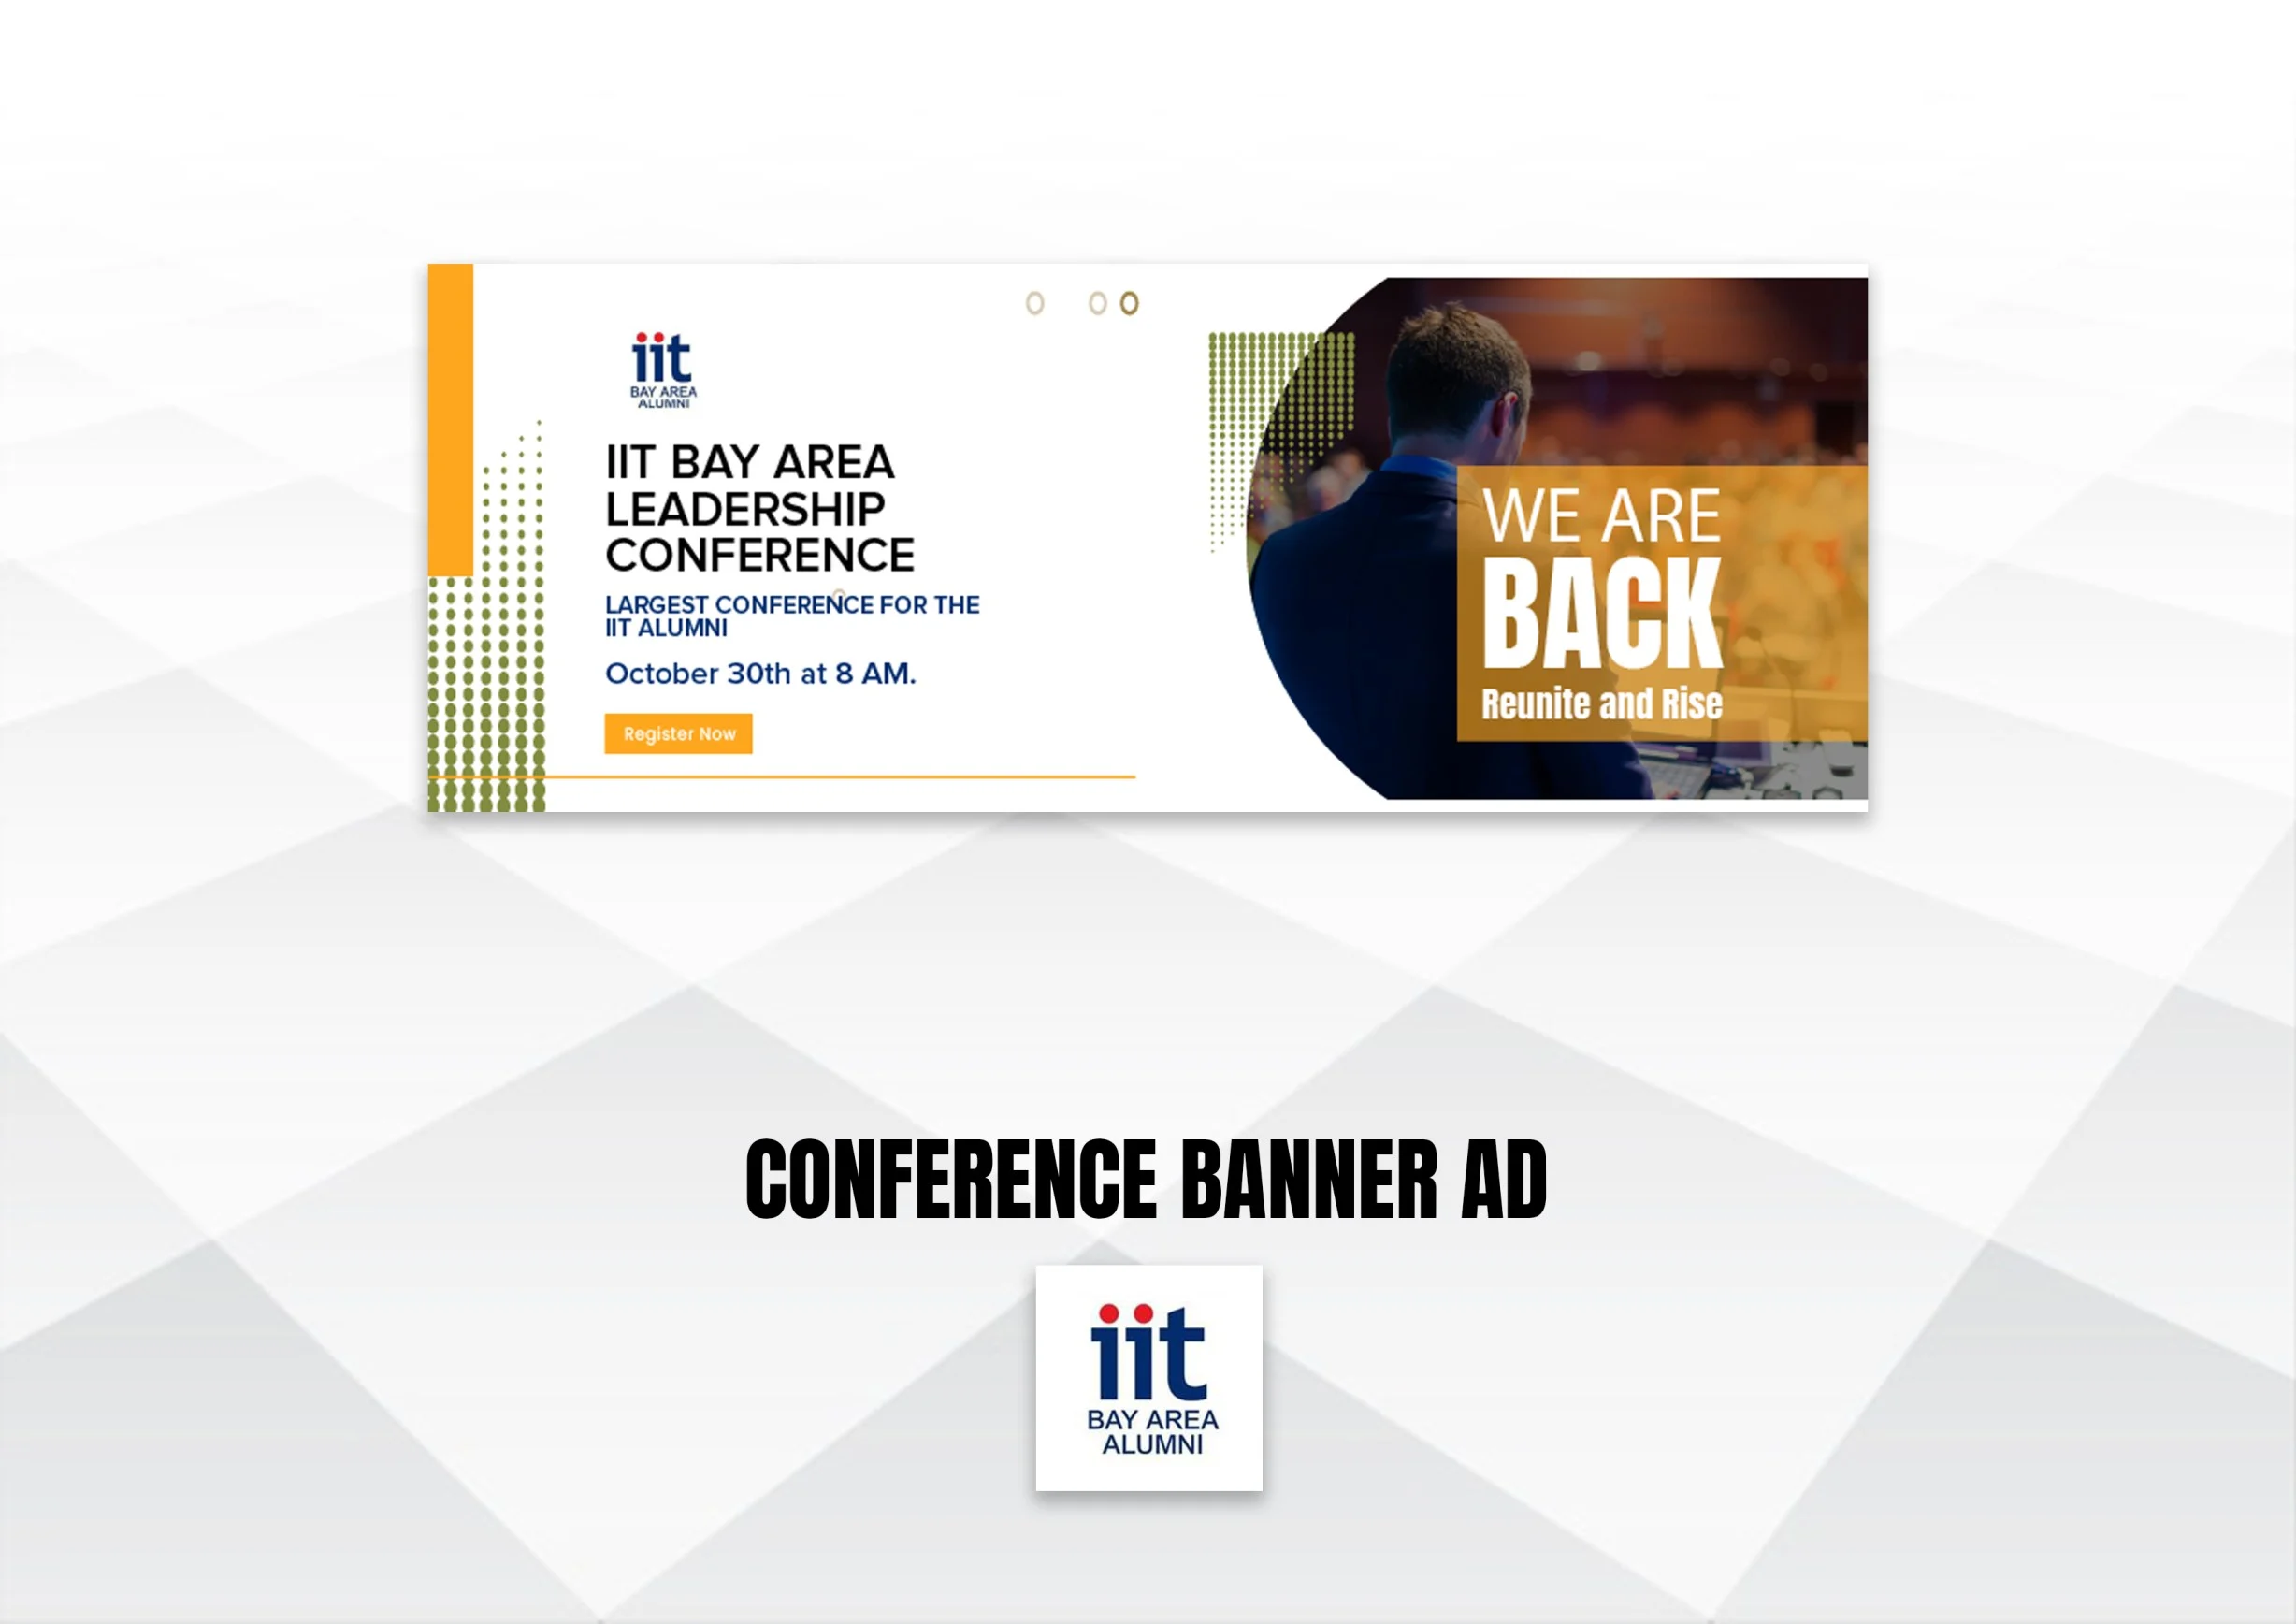 iit
BAY AREA
ALUMNI
IIT BAY AREA
LEADERSHIP
CONFERENCE
LARGEST CONFERENCE FOR THE
IIT ALUMNI
October 30th at 8 AM.
Register Now
WE ARE
BACK
Reunite and Rise
CONFERENCE BANNER AD
iit
BAY AREA
ALUMNI